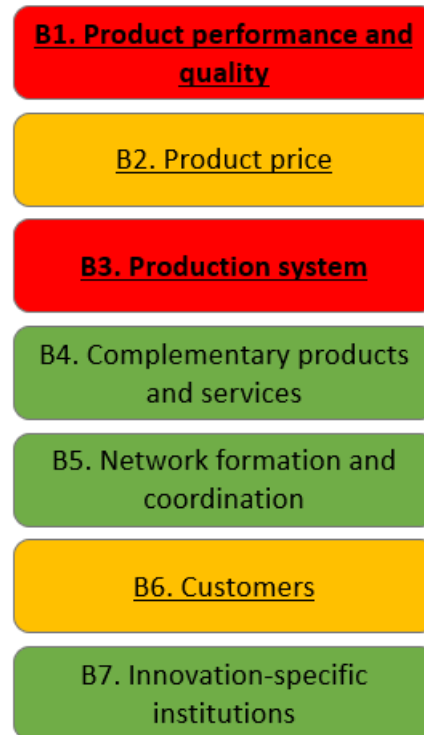 B1. Product performance and
quality
B2. Product price
B3. Production system
B4. Complementary products
and services
B5. Network formation and
coordination
B6. Customers
B7. Innovation-specific
institutions